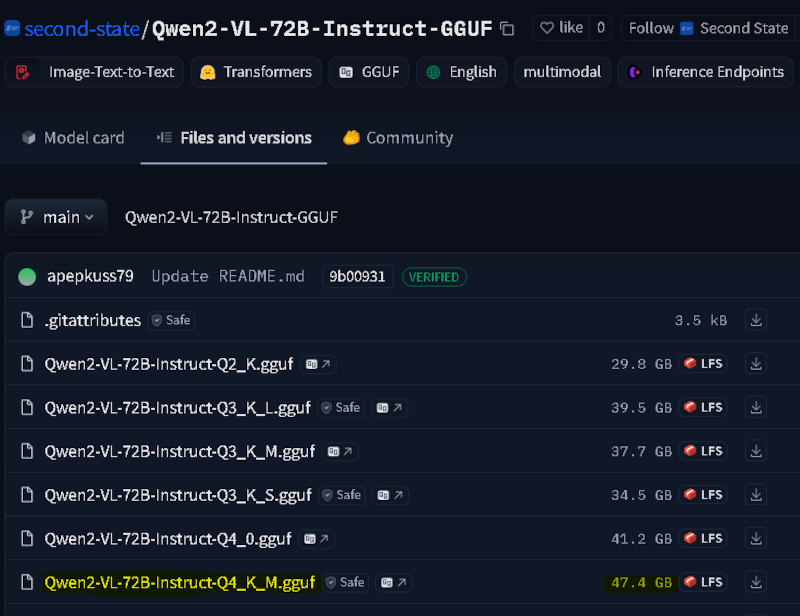 second-state/Qwen2-VL-72B-Instruct-GGUF like 0 Follow Second State
Image-Text-to-Text Transformers GGUF English multimodal Inference Endpoints
Model card Files and versions Community
main Qwen2-VL-72B-Instruct-GGUF
apepkuss79 Update README.md 9b00931 VERIFIED
.gitattributes Safe 3.5 kB
Qwen2-VL-72B-Instruct-Q2_K.gguf 29.8 GB LFS
Qwen2-VL-72B-Instruct-Q3_K_L.gguf Safe 39.5 GB LFS
Qwen2-VL-72B-Instruct-Q3_K_M.gguf 37.7 GB LFS
Qwen2-VL-72B-Instruct-Q3_K_S.gguf Safe 34.5 GB LFS
Qwen2-VL-72B-Instruct-Q4_0.gguf 41.2 GB LFS
Qwen2-VL-72B-Instruct-Q4_K_M.gguf Safe 47.4 GB LFS